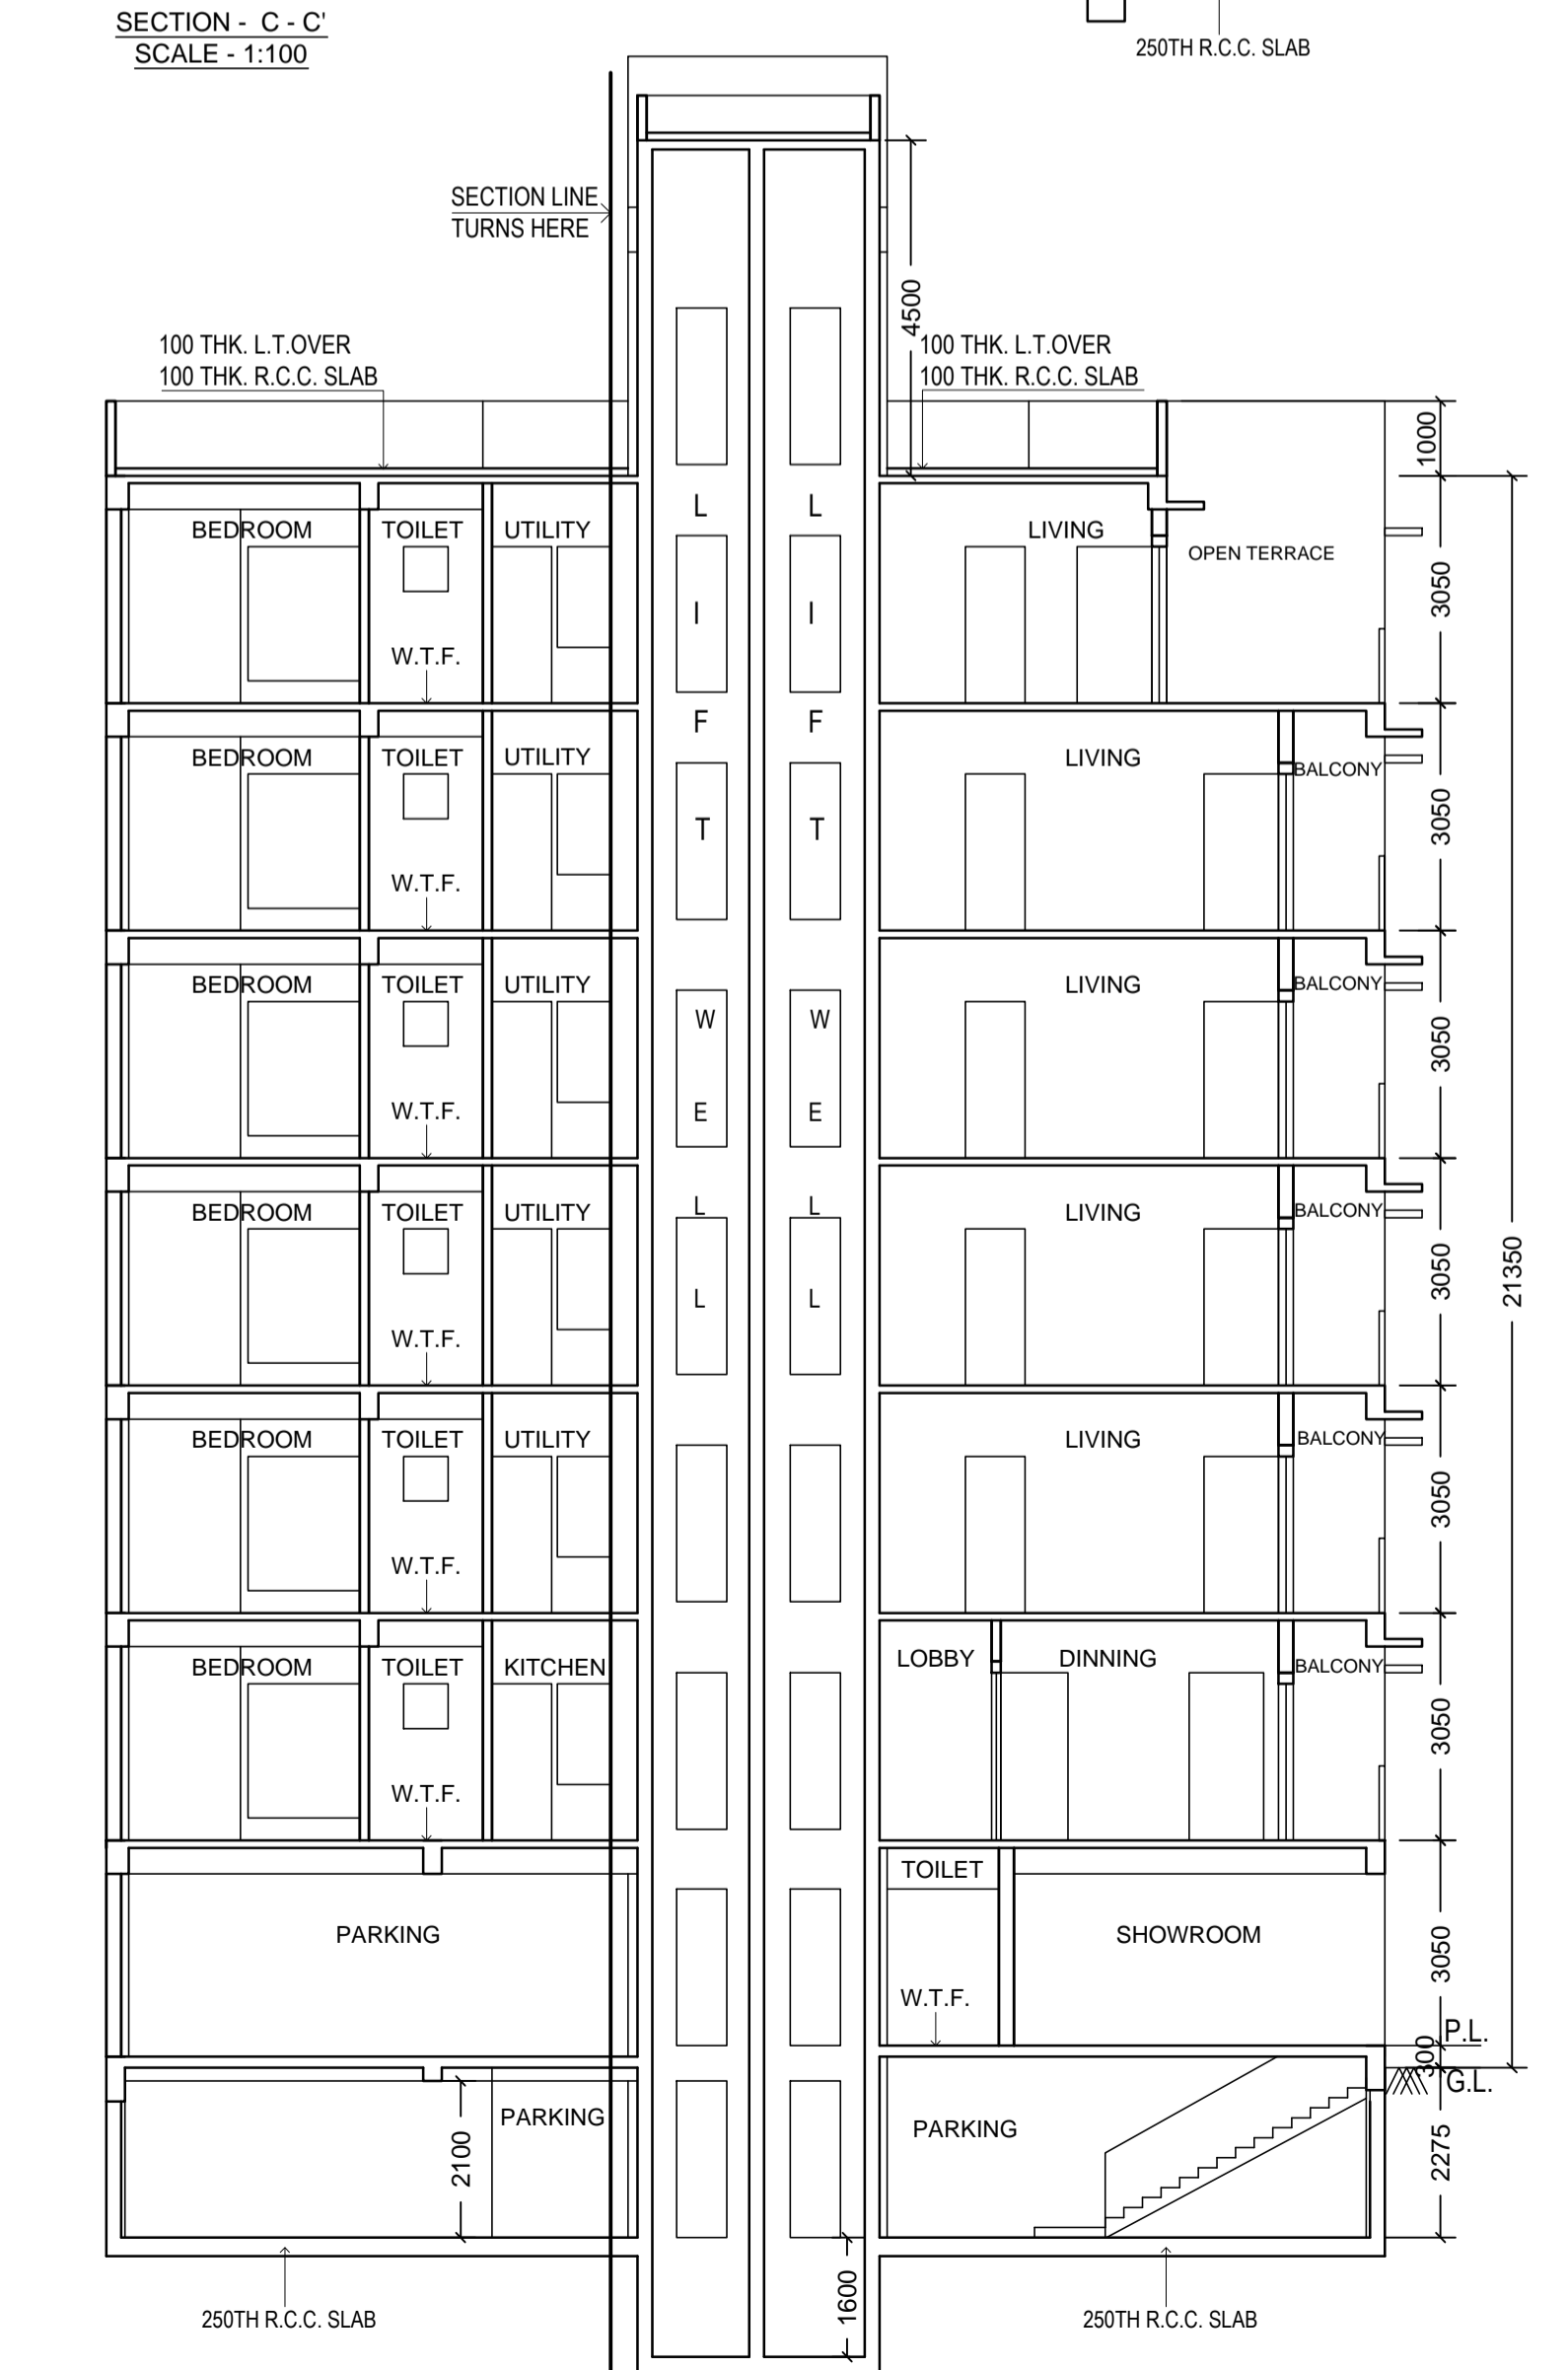 SECTION - C - C'
SCALE - 1:100
250TH R.C.C. SLAB
SECTION LINE
TURNS HERE
4500
100 THK. L.T.OVER
100 THK. R.C.C. SLAB
100 THK. L.T.OVER
100 THK. R.C.C. SLAB
1000
L L
BEDROOM TOILET UTILITY LIVING
OPEN TERRACE
3050
I I
W.T.F.
F F
BEDROOM TOILET UTILITY LIVING BALCONY
3050
T T
W.T.F.
BEDROOM TOILET UTILITY LIVING BALCONY
3050
W W
E E
W.T.F.
L L
BEDROOM TOILET UTILITY LIVING BALCONY
3050
21350
L L
W.T.F.
BEDROOM TOILET UTILITY LIVING BALCONY
3050
W.T.F.
BEDROOM TOILET KITCHEN LOBBY DINNING BALCONY
3050
W.T.F.
TOILET
PARKING SHOWROOM
3050
W.T.F.
P.L.
300
G.L.
PARKING PARKING
2100
2275
1600
250TH R.C.C. SLAB
250TH R.C.C. SLAB